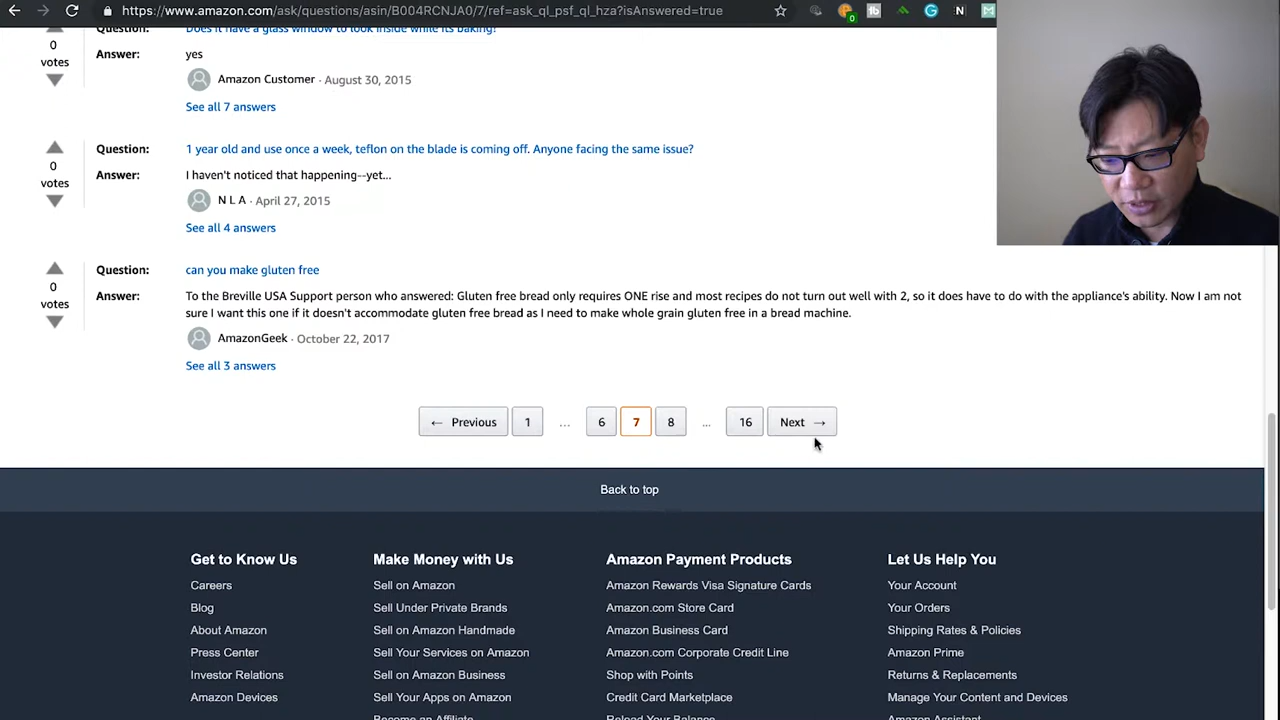 https://www.amazon.com/ask/questions/asin/B004RCNJA0/7/ref=ask_ql_psf_ql_hza?isAnswered=true
Question: Does it have a glass window to look inside while its baking?
0
votes
Answer: yes
Amazon Customer · August 30, 2015
See all 7 answers
Question: 1 year old and use once a week, teflon on the blade is coming off. Anyone facing the same issue?
0
votes
Answer: I haven't noticed that happening--yet...
N L A · April 27, 2015
See all 4 answers
Question: can you make gluten free
0
votes
Answer: To the Breville USA Support person who answered: Gluten free bread only requires ONE rise and most recipes do not turn out well with 2, so it does have to do with the appliance's ability. Now I am not
sure I want this one if it doesn't accommodate gluten free bread as I need to make whole grain gluten free in a bread machine.
AmazonGeek · October 22, 2017
See all 3 answers
← Previous 1 ... 6 7 8 ... 16 Next →
Back to top
Get to Know Us Make Money with Us Amazon Payment Products Let Us Help You
Careers Sell on Amazon Amazon Rewards Visa Signature Cards Your Account
Blog Sell Under Private Brands Amazon.com Store Card Your Orders
About Amazon Sell on Amazon Handmade Amazon Business Card Shipping Rates & Policies
Press Center Sell Your Services on Amazon Amazon.com Corporate Credit Line Amazon Prime
Investor Relations Sell on Amazon Business Shop with Points Returns & Replacements
Amazon Devices Sell Your Apps on Amazon Credit Card Marketplace Manage Your Content and Devices
Become an Affiliate Reload Your Balance Amazon Assistant